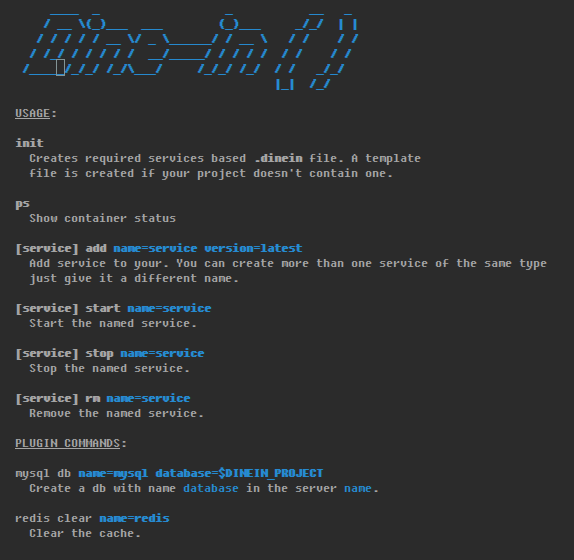 USAGE:
init
Creates required services based .dinein file. A template
file is created if your project doesn't contain one.
ps
Show container status
[service] add name=service version=latest
Add service to your. You can create more than one service of the same type
just give it a different name.
[service] start name=service
Start the named service.
[service] stop name=service
Stop the named service.
[service] rm name=service
Remove the named service.
PLUGIN COMMANDS:
mysql db name=mysql database=$DINEIN_PROJECT
Create a db with name database in the server name.
redis clear name=redis
Clear the cache.